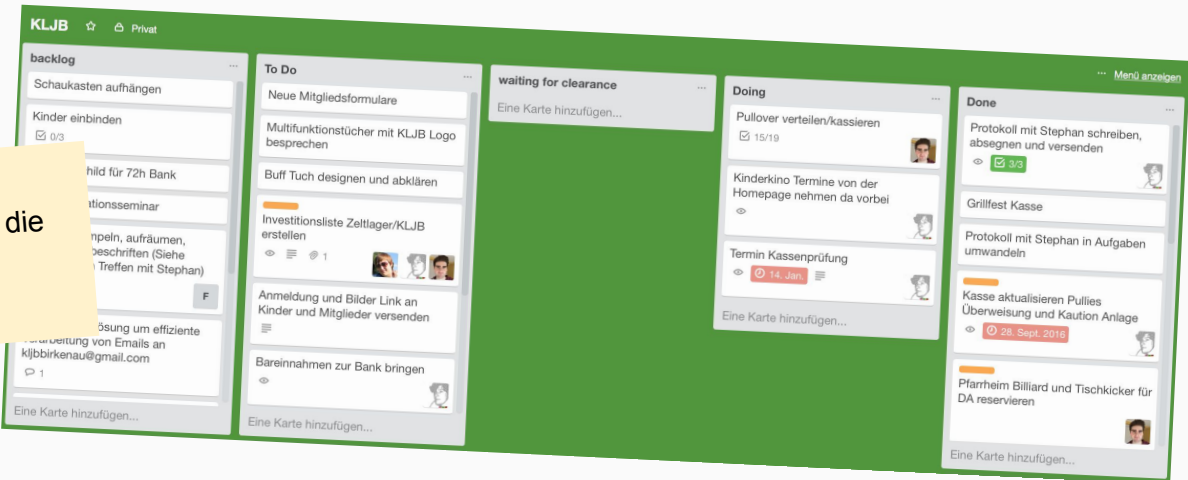 KLJB
Privat
Menü anzeigen
backlog
Schaukasten aufhängen
Kinder einbinden
0/3
hild für 72h Bank
ationsseminar
mpeln, aufräumen,
beschriften (Siehe
Treffen mit Stephan)
F
ösung um effiziente
rarbeitung von Emails an
kljbbirkenau@gmail.com
1
Eine Karte hinzufügen...
die
To Do
Neue Mitgliedsformulare
Multifunktionstücher mit KLJB Logo
besprechen
Buff Tuch designen und abklären
Investitionsliste Zeltlager/KLJB
erstellen
1
Anmeldung und Bilder Link an
Kinder und Mitglieder versenden
Bareinnahmen zur Bank bringen
Eine Karte hinzufügen...
waiting for clearance
Eine Karte hinzufügen...
Doing
Pullover verteilen/kassieren
15/19
Kinderkino Termine von der
Homepage nehmen da vorbei
Termin Kassenprüfung
14. Jan.
Eine Karte hinzufügen...
Done
Protokoll mit Stephan schreiben,
absegnen und versenden
3/3
Grillfest Kasse
Protokoll mit Stephan in Aufgaben
umwandeln
Kasse aktualisieren Pullies
Überweisung und Kaution Anlage
28. Sept. 2016
Pfarrheim Billiard und Tischkicker für
DA reservieren
Eine Karte hinzufügen...